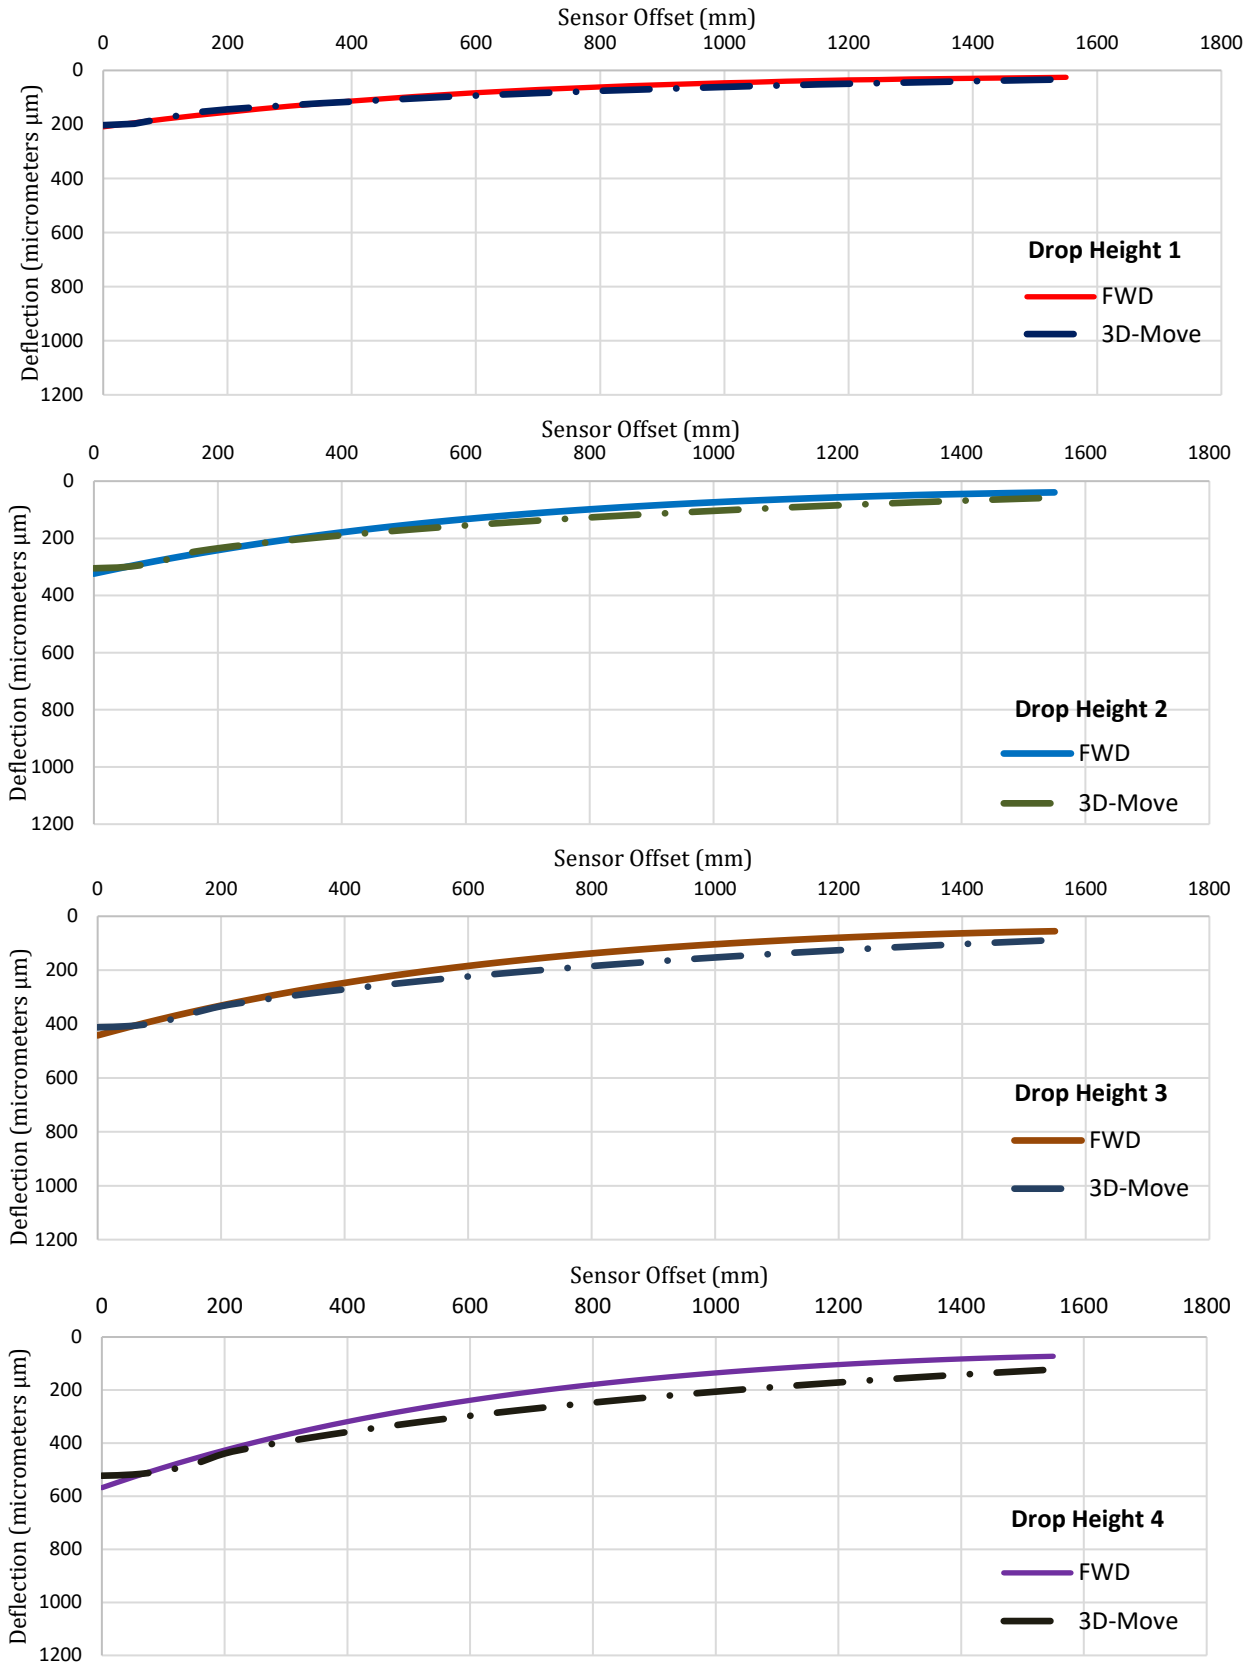 Sensor Offset (mm)
0 200 400 600 800 1000 1200 1400 1600 1800
0
200
400
600
800
1000
1200
Deflection (micrometers µm)
Drop Height 1
FWD
3D-Move
Sensor Offset (mm)
0 200 400 600 800 1000 1200 1400 1600 1800
0
200
400
600
800
1000
1200
Deflection (micrometers µm)
Drop Height 2
FWD
3D-Move
Sensor Offset (mm)
0 200 400 600 800 1000 1200 1400 1600 1800
0
200
400
600
800
1000
1200
Deflection (micrometers µm)
Drop Height 3
FWD
3D-Move
Sensor Offset (mm)
0 200 400 600 800 1000 1200 1400 1600 1800
0
200
400
600
800
1000
1200
Deflection (micrometers µm)
Drop Height 4
FWD
3D-Move